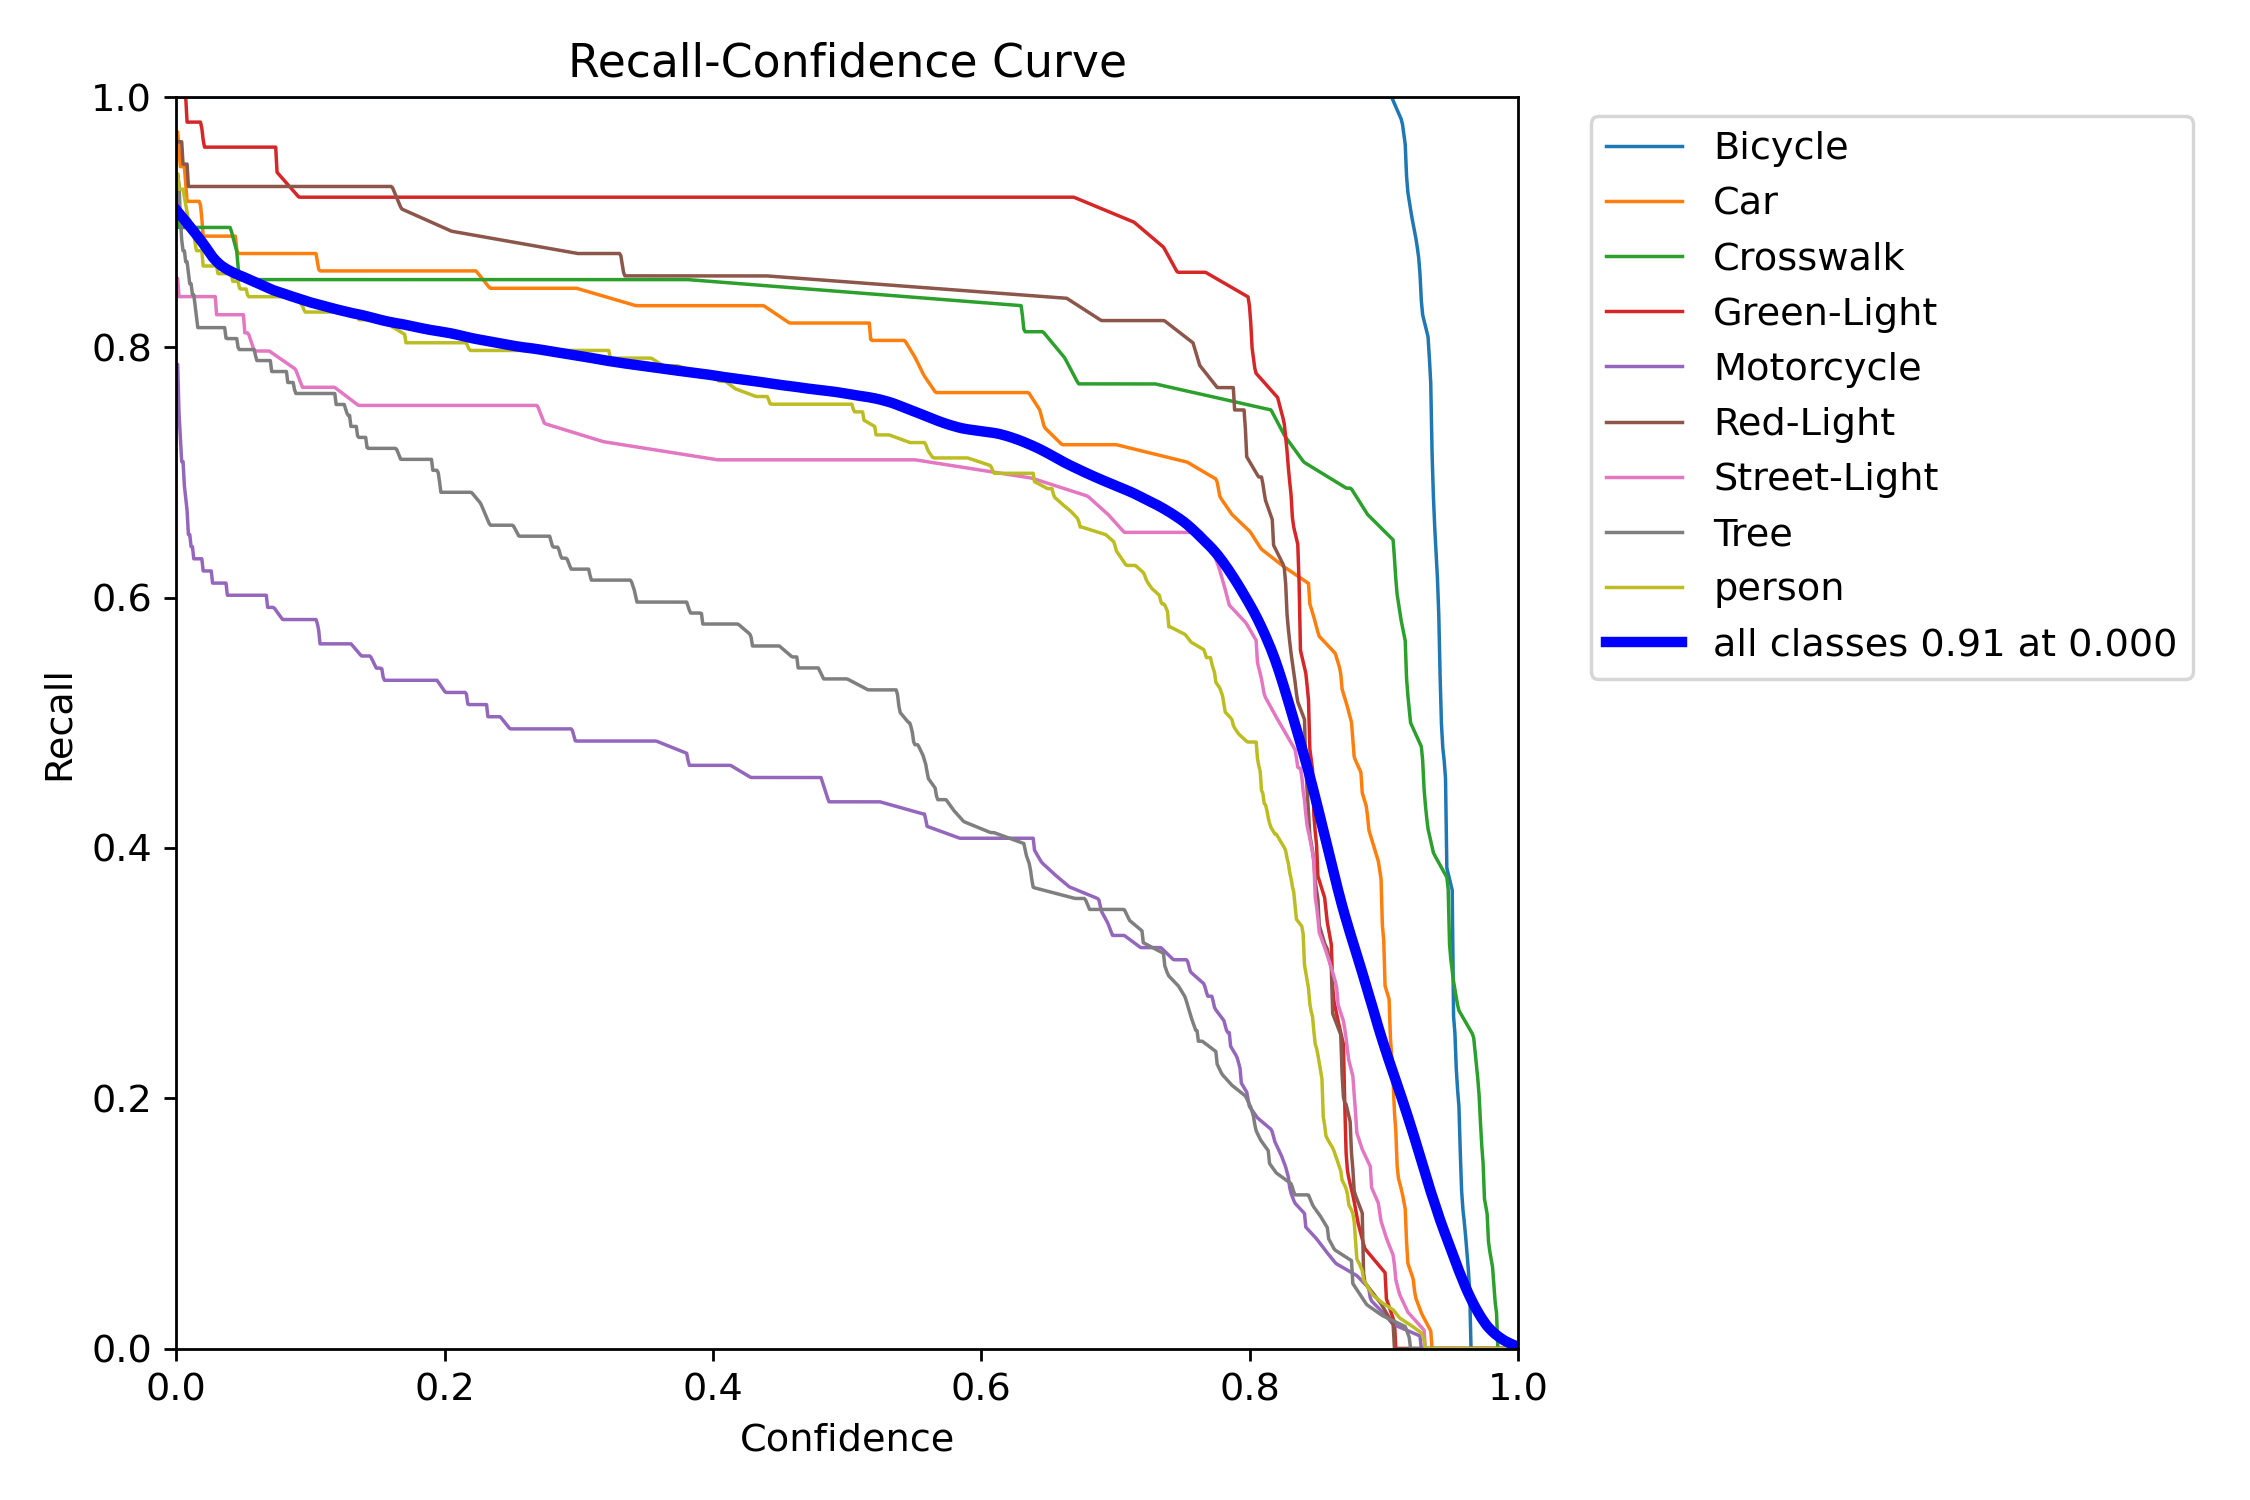 Recall-Confidence Curve
1.0
0.8
0.6
0.4
0.2
0.0
Recall
0.0 0.2 0.4 0.6 0.8 1.0
Confidence
Bicycle
Car
Crosswalk
Green-Light
Motorcycle
Red-Light
Street-Light
Tree
person
all classes 0.91 at 0.000